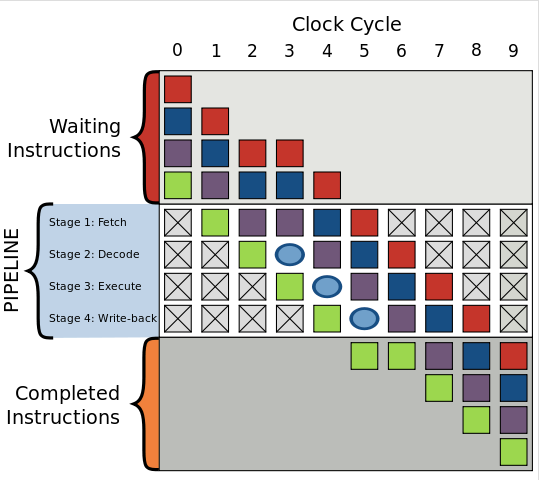 Clock Cycle
0 1 2 3 4 5 6 7 8 9
Waiting
Instructions
PIPELINE
Stage 1: Fetch
Stage 2: Decode
Stage 3: Execute
Stage 4: Write-back
Completed
Instructions